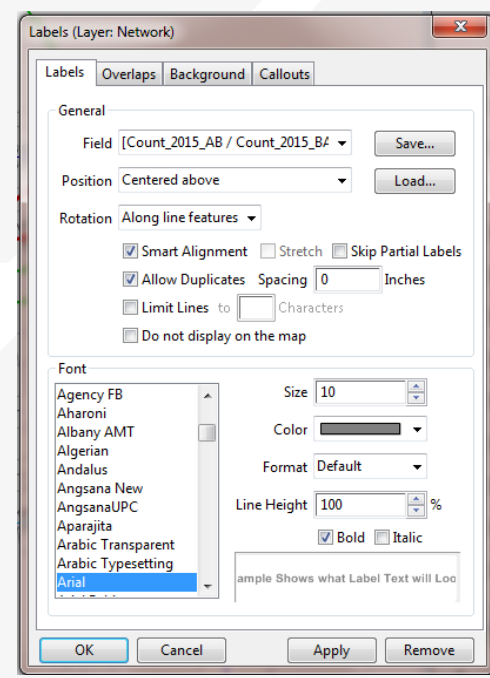 Labels (Layer: Network)
Labels Overlaps Background Callouts
General
Field [Count_2015_AB / Count_2015_BA Save...
Position Centered above Load...
Rotation Along line features
Smart Alignment Stretch Skip Partial Labels
Allow Duplicates Spacing 0 Inches
Limit Lines to Characters
Do not display on the map
Font
Agency FB
Aharoni
Albany AMT
Algerian
Andalus
Angsana New
AngsanaUPC
Aparajita
Arabic Transparent
Arabic Typesetting
Arial
Size 10
Color
Format Default
Line Height 100 %
Bold Italic
ample Shows what Label Text will Loo
OK Cancel Apply Remove